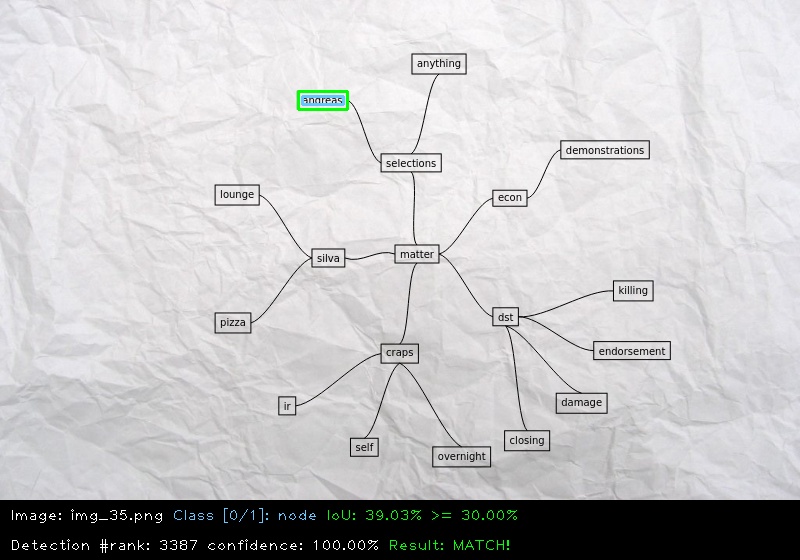 anything
angreas
selections
demonstrations
lounge
econ
matter
silva
killing
pizza
dst
craps
endorsement
ir
damage
self
closing
overnight
Image: img_35.png Class [0/1]: node IoU: 39.03% >= 30.00%
Detection #rank: 3387 confidence: 100.00% Result: MATCH!